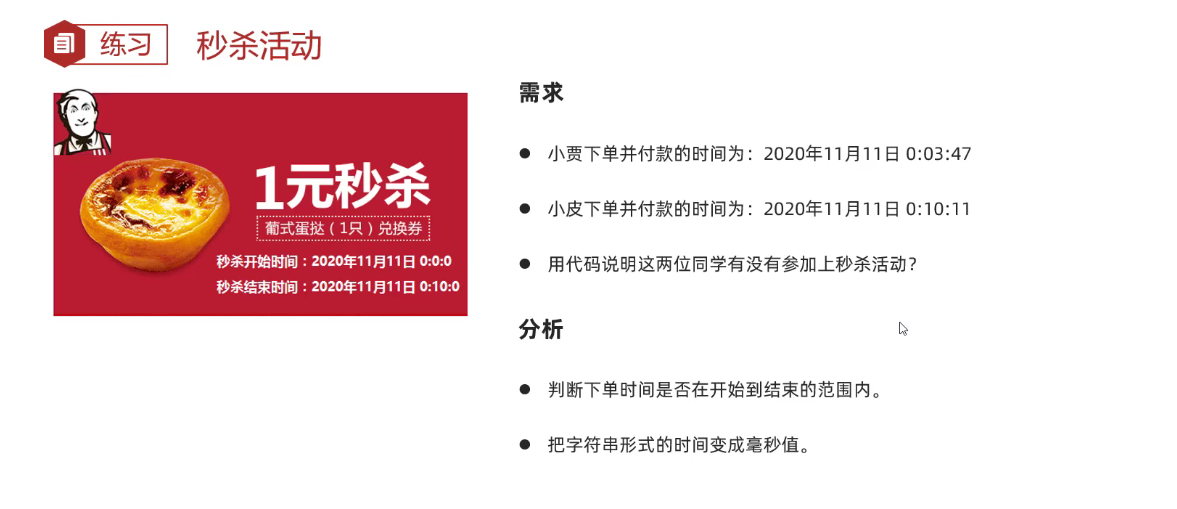 练习
秒杀活动
1元秒杀
葡式蛋挞（1只）兑换券
秒杀开始时间：2020年11月11日 0:0:0
秒杀结束时间：2020年11月11日 0:10:0
需求
● 小贾下单并付款的时间为：2020年11月11日 0:03:47
● 小皮下单并付款的时间为：2020年11月11日 0:10:11
● 用代码说明这两位同学有没有参加上秒杀活动？
分析
● 判断下单时间是否在开始到结束的范围内。
● 把字符串形式的时间变成毫秒值。